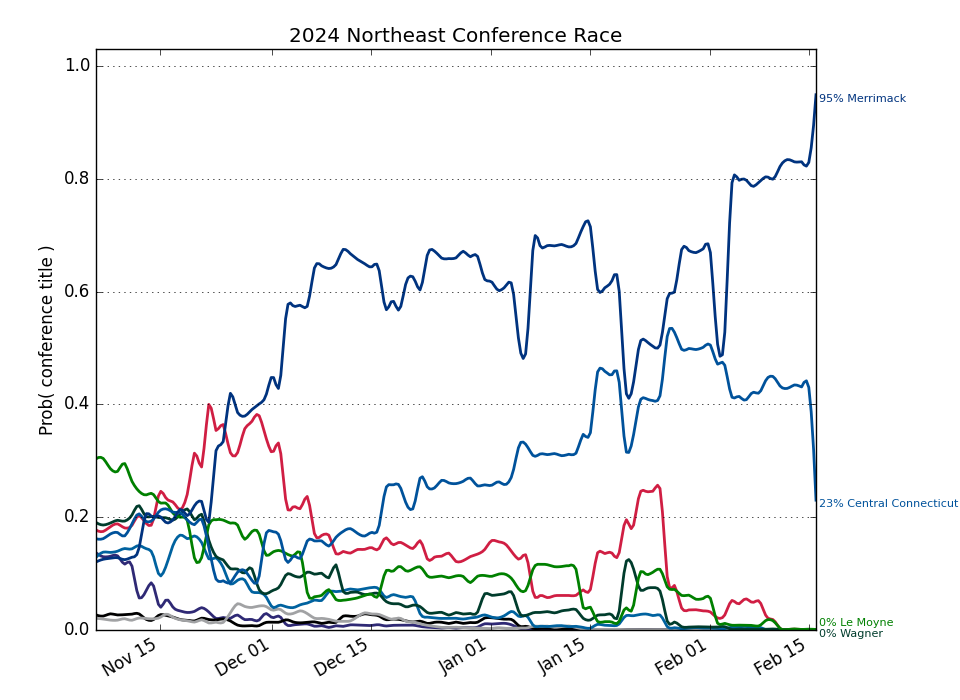 2024 Northeast Conference Race
Prob( conference title )
1.0
0.8
0.6
0.4
0.2
0.0
Nov 15
Dec 01
Dec 15
Jan 01
Jan 15
Feb 01
Feb 15
95% Merrimack
23% Central Connecticut
0% Le Moyne
0% Wagner